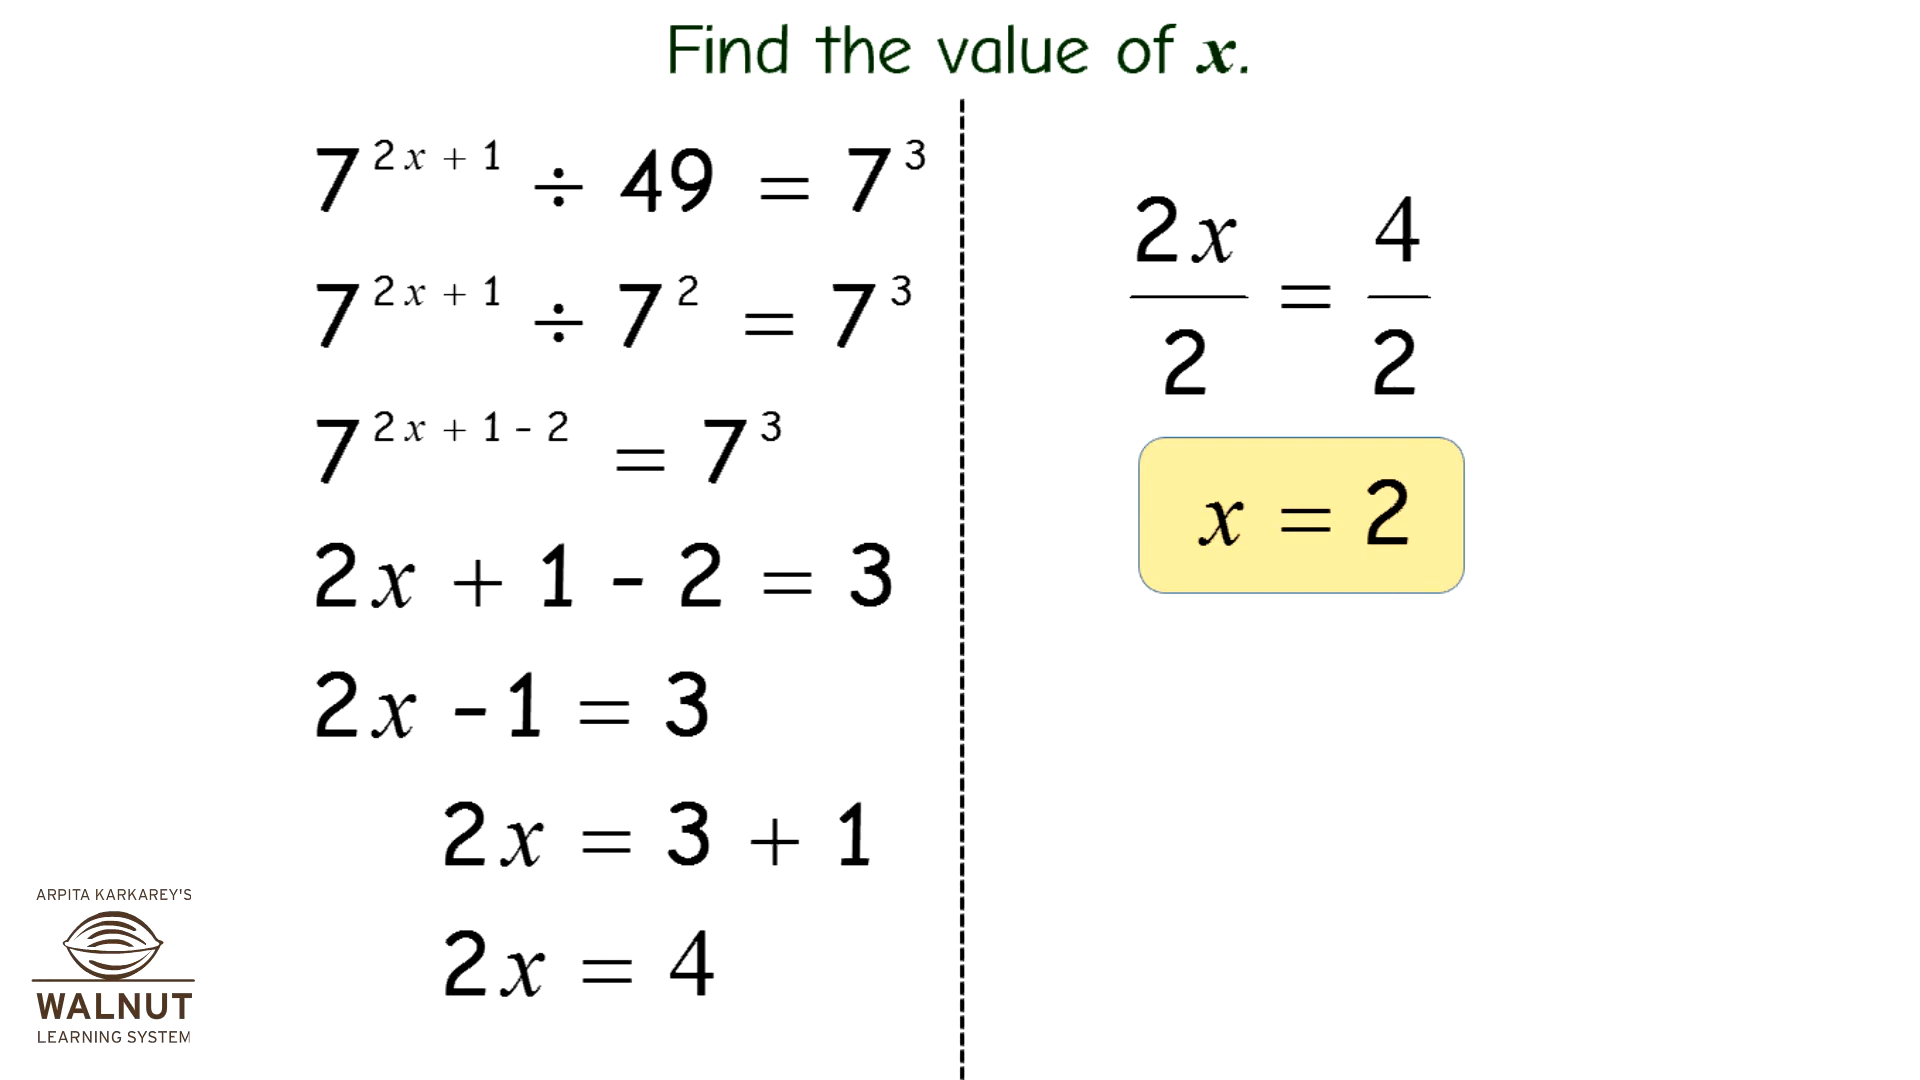 Find the value of x.
7^(2x + 1) ÷ 49 = 7^3
7^(2x + 1) ÷ 7^2 = 7^3
7^(2x + 1 - 2) = 7^3
2x + 1 - 2 = 3
2x - 1 = 3
2x = 3 + 1
2x = 4
2x/2 = 4/2
x = 2
ARPITA KARKAREY'S
WALNUT
LEARNING SYSTEM